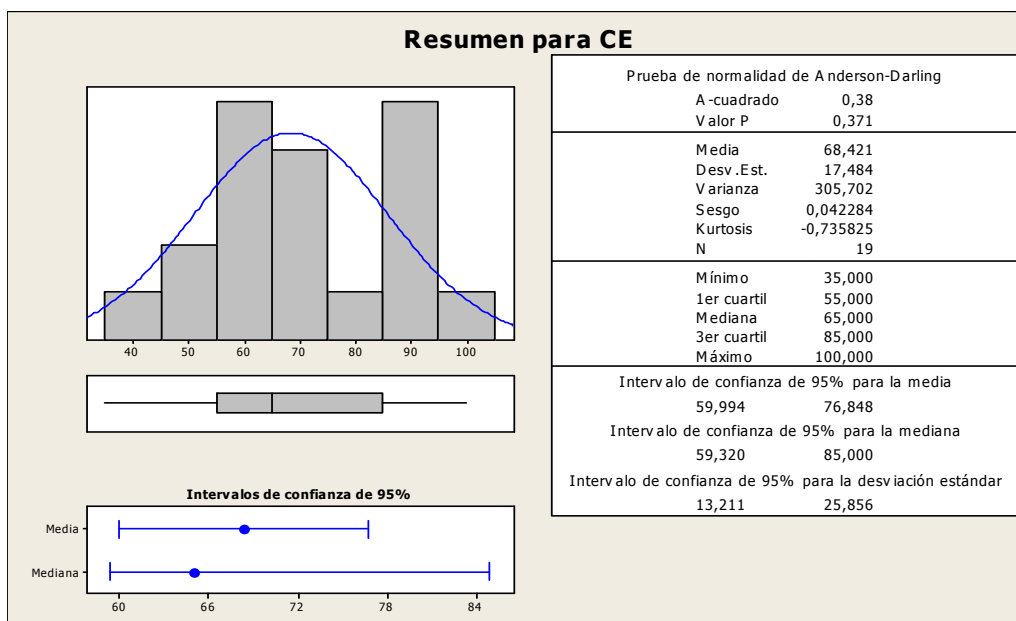 Resumen para CE
Prueba de normalidad de Anderson-Darling
A-cuadrado 0,38
Valor P 0,371
Media 68,421
Desv.Est. 17,484
Varianza 305,702
Sesgo 0,042284
Kurtosis -0,735825
N 19
Mínimo 35,000
1er cuartil 55,000
Mediana 65,000
3er cuartil 85,000
Máximo 100,000
Intervalo de confianza de 95% para la media
59,994 76,848
Intervalo de confianza de 95% para la mediana
59,320 85,000
Intervalo de confianza de 95% para la desviación estándar
13,211 25,856
40 50 60 70 80 90 100
Intervalos de confianza de 95%
Media
Mediana
60 66 72 78 84